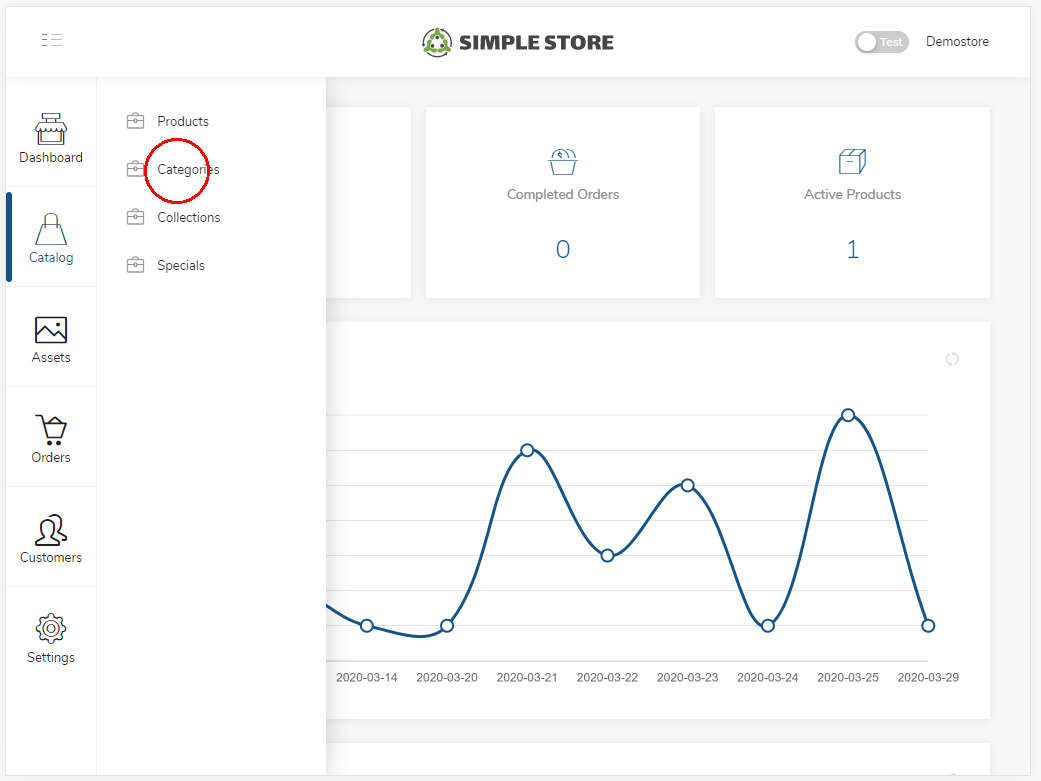 SIMPLE STORE
Test
Demostore
Dashboard
Catalog
Assets
Orders
Customers
Settings
Products
Categories
Collections
Specials
Completed Orders
0
Active Products
1
2020-03-14 2020-03-20 2020-03-21 2020-03-22 2020-03-23 2020-03-24 2020-03-25 2020-03-29